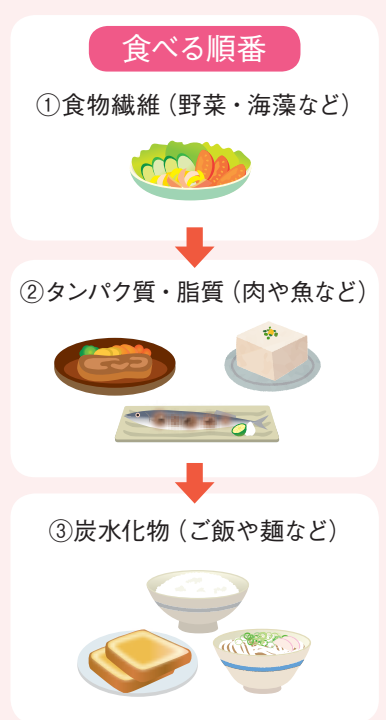 食べる順番
①食物繊維（野菜・海藻など）
②タンパク質・脂質（肉や魚など）
③炭水化物（ご飯や麺など）